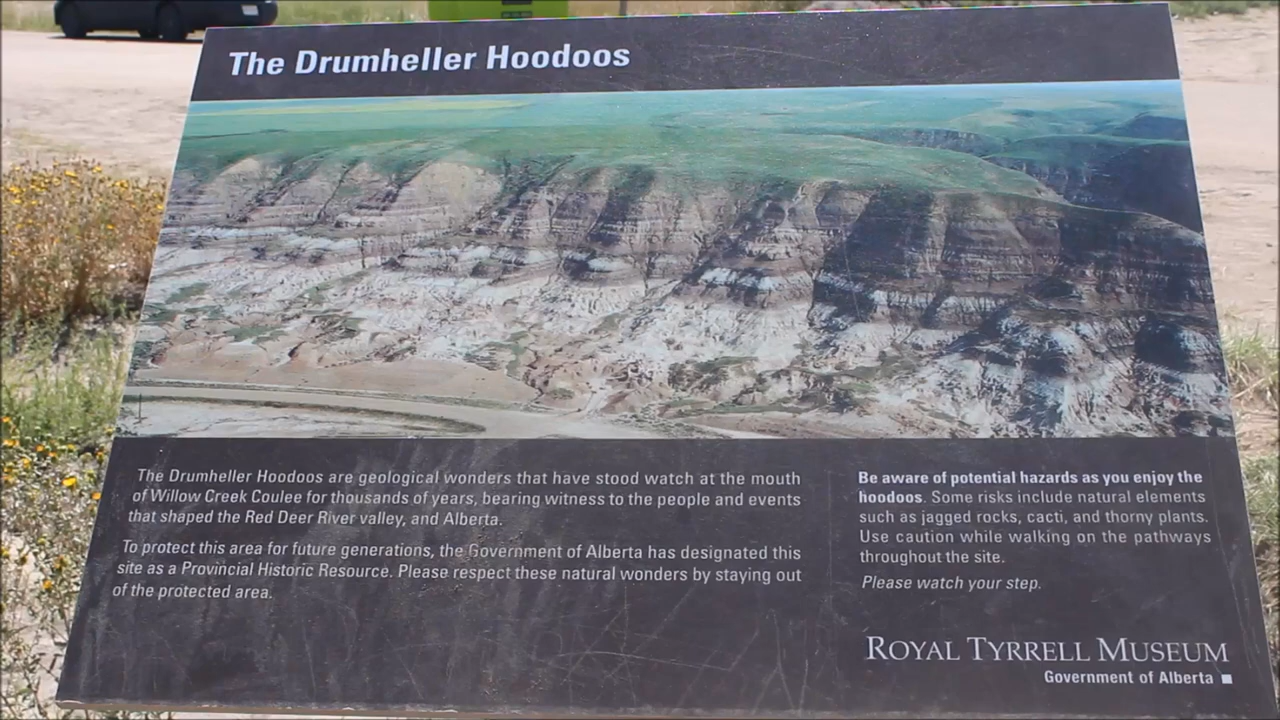 The Drumheller Hoodoos
The Drumheller Hoodoos are geological wonders that have stood watch at the mouth
of Willow Creek Coulee for thousands of years, bearing witness to the people and events
that shaped the Red Deer River valley, and Alberta.
To protect this area for future generations, the Government of Alberta has designated this
site as a Provincial Historic Resource. Please respect these natural wonders by staying out
of the protected area.
Be aware of potential hazards as you enjoy the
hoodoos. Some risks include natural elements
such as jagged rocks, cacti, and thorny plants.
Use caution while walking on the pathways
throughout the site.
Please watch your step.
ROYAL TYRRELL MUSEUM
Government of Alberta